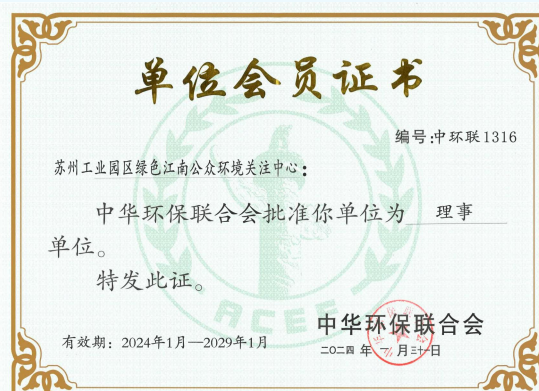 单位会员证书
编号:中环联1316
苏州工业园区绿色江南公众环境关注中心：
中华环保联合会批准你单位为 理事
单位。
特发此证。
ACEF
中华环保联合会
有效期：2024年1月—2029年1月
二〇二四 年 一 月 三十一日